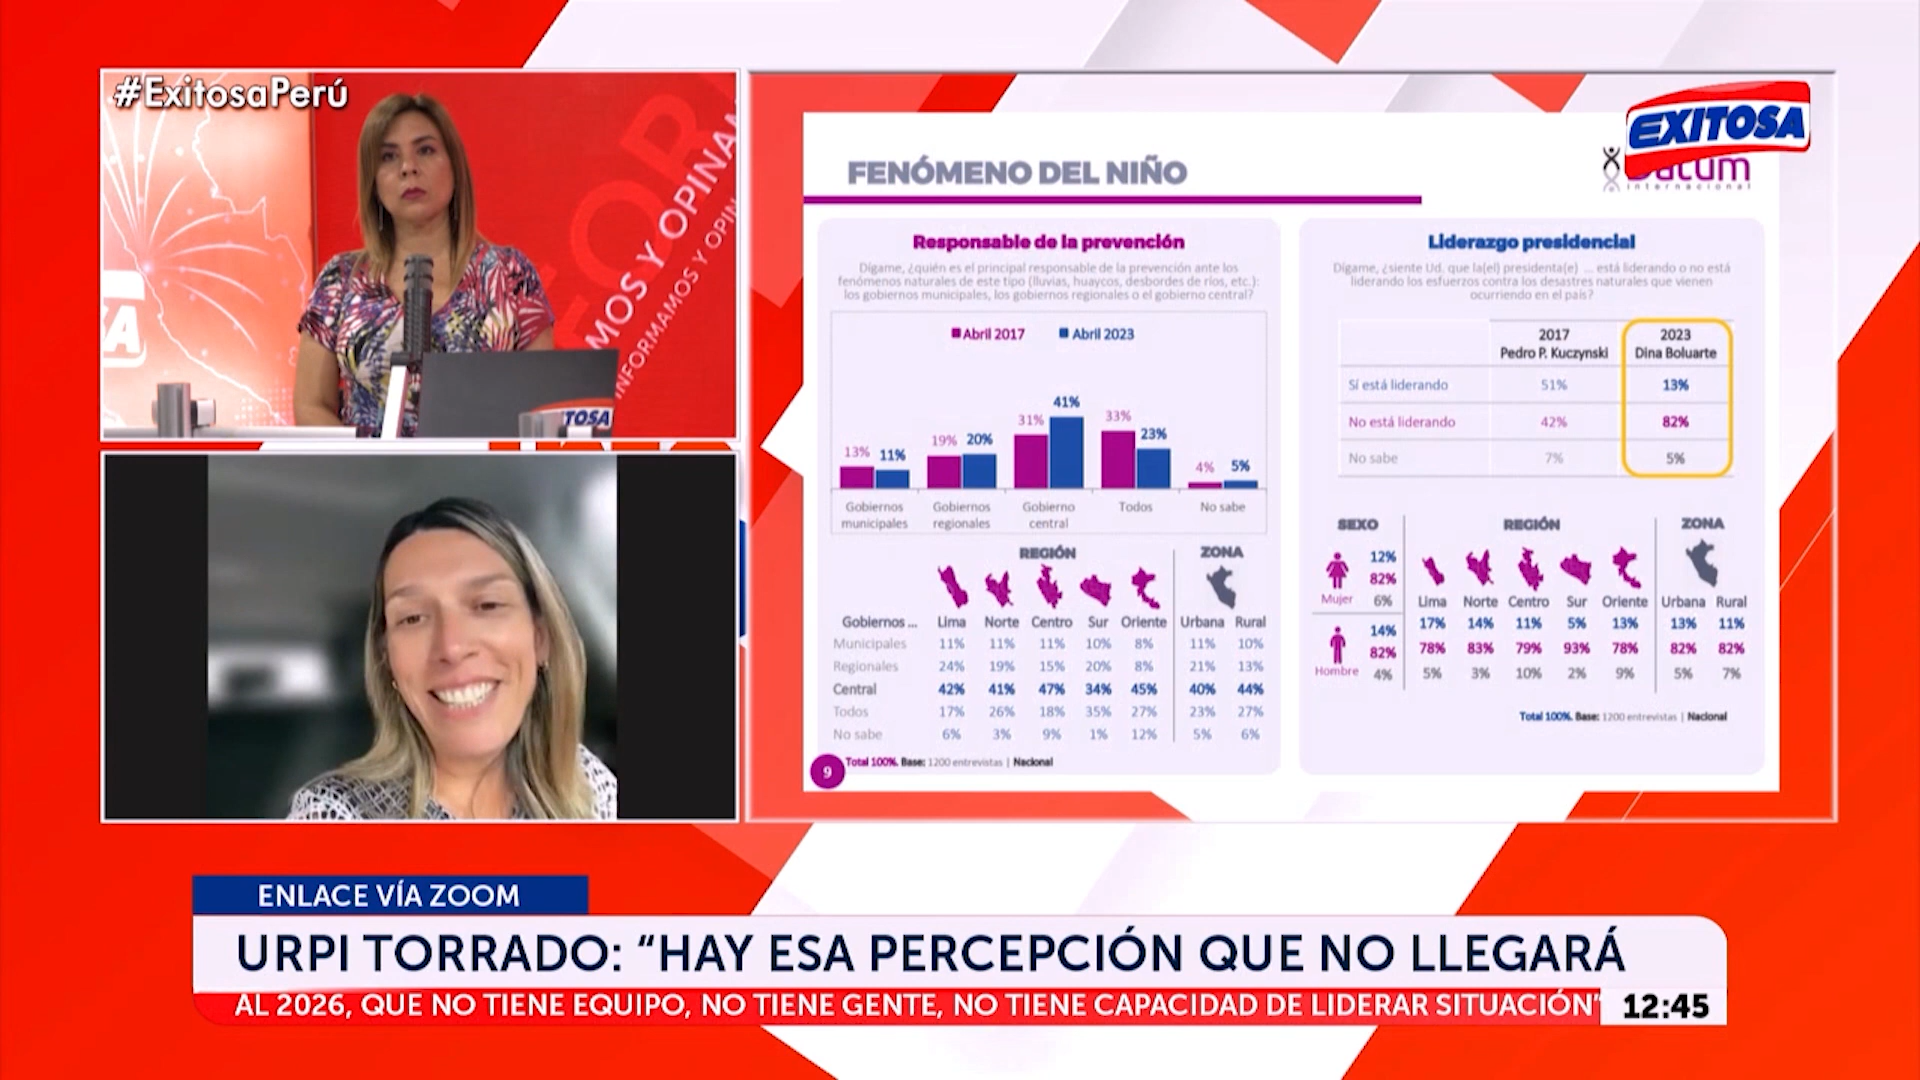 #ExitosaPerú
INFORMAMOS Y OPIN
MOS Y OPINAM
TOSA
EXITOSA
Datum
internacional
FENÓMENO DEL NIÑO
Responsable de la prevención
Dígame, ¿quién es el principal responsable de la prevención ante los
fenómenos naturales de este tipo (lluvias, huaycos, desbordes de ríos, etc.):
los gobiernos municipales, los gobiernos regionales o el gobierno central?
Abril 2017 Abril 2023
13% 11% 19% 20% 31% 41% 33% 23% 4% 5%
Gobiernos Gobiernos Gobierno Todos No sabe
municipales regionales central
REGIÓN ZONA
Gobiernos ... Lima Norte Centro Sur Oriente Urbana Rural
Municipales 11% 11% 11% 10% 8% 11% 10%
Regionales 24% 19% 15% 20% 8% 21% 13%
Central 42% 41% 47% 34% 45% 40% 44%
Todos 17% 26% 18% 35% 27% 23% 27%
No sabe 6% 3% 9% 1% 12% 5% 6%
9 Total 100%. Base: 1200 entrevistas | Nacional
Liderazgo presidencial
Dígame, ¿siente Ud. que la(el) presidenta(e) ... está liderando o no está
liderando los esfuerzos contra los desastres naturales que vienen
ocurriendo en el país?
2017 2023
Pedro P. Kuczynski Dina Boluarte
Sí está liderando 51% 13%
No está liderando 42% 82%
No sabe 7% 5%
SEXO REGIÓN ZONA
12%
82%
Mujer 6%
14%
82%
Hombre 4%
Lima Norte Centro Sur Oriente Urbana Rural
17% 14% 11% 5% 13% 13% 11%
78% 83% 79% 93% 78% 82% 82%
5% 3% 10% 2% 9% 5% 7%
Total 100%. Base: 1200 entrevistas | Nacional
ENLACE VÍA ZOOM
URPI TORRADO: “HAY ESA PERCEPCIÓN QUE NO LLEGARÁ
AL 2026, QUE NO TIENE EQUIPO, NO TIENE GENTE, NO TIENE CAPACIDAD DE LIDERAR SITUACIÓN”
12:45